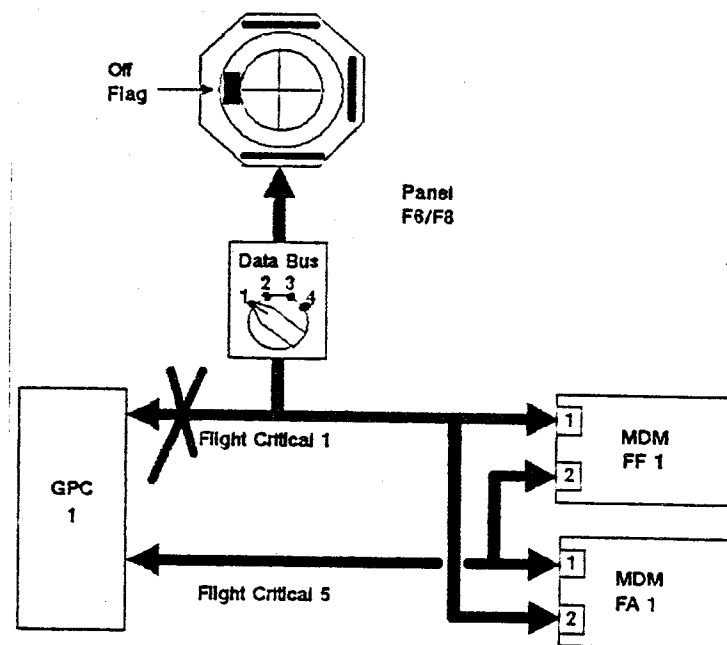 Off
Flag
Panel
F6/F8
Data Bus
2 3
1 4
Flight Critical 1
GPC
1
1
2
MDM
FF 1
Flight Critical 5
1
2
MDM
FA 1